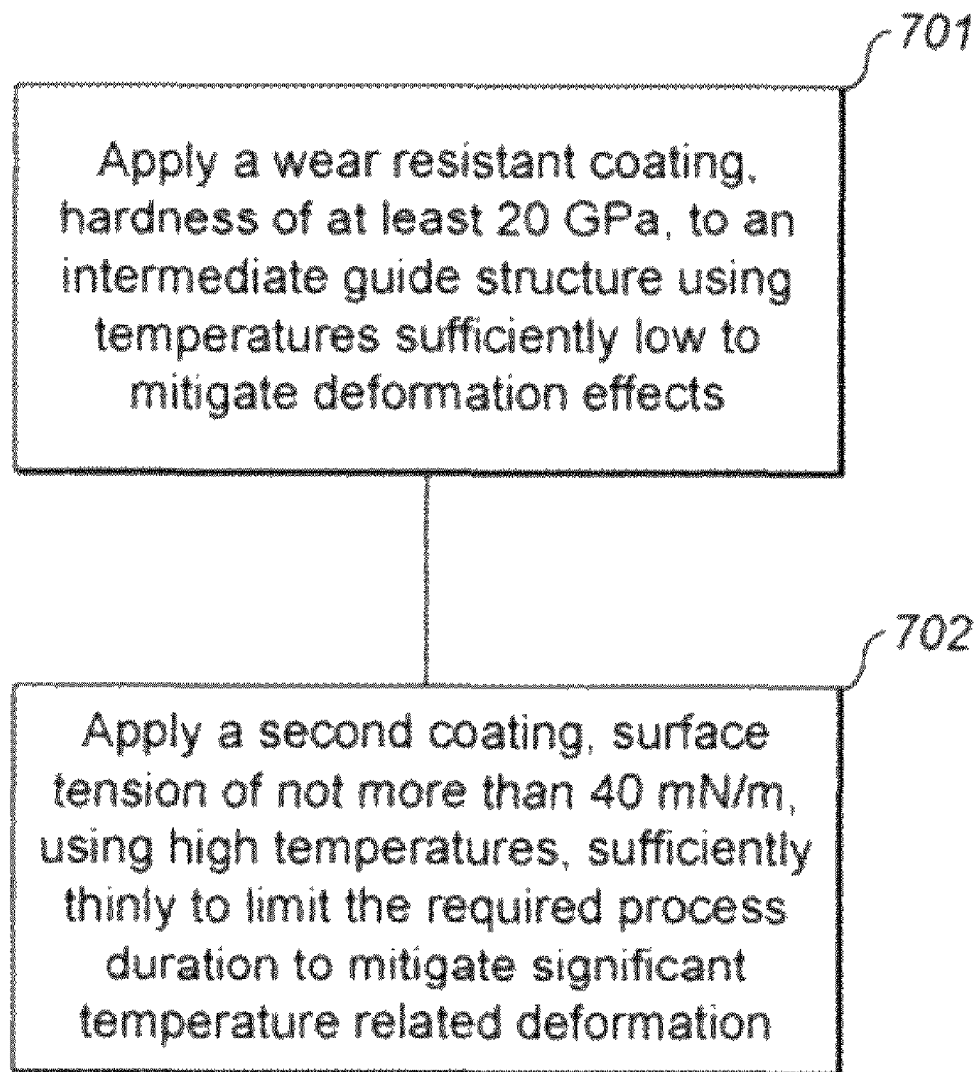 701
Apply a wear resistant coating,
hardness of at least 20 GPa, to an
intermediate guide structure using
temperatures sufficiently low to
mitigate deformation effects
702
Apply a second coating, surface
tension of not more than 40 mN/m,
using high temperatures, sufficiently
thinly to limit the required process
duration to mitigate significant
temperature related deformation